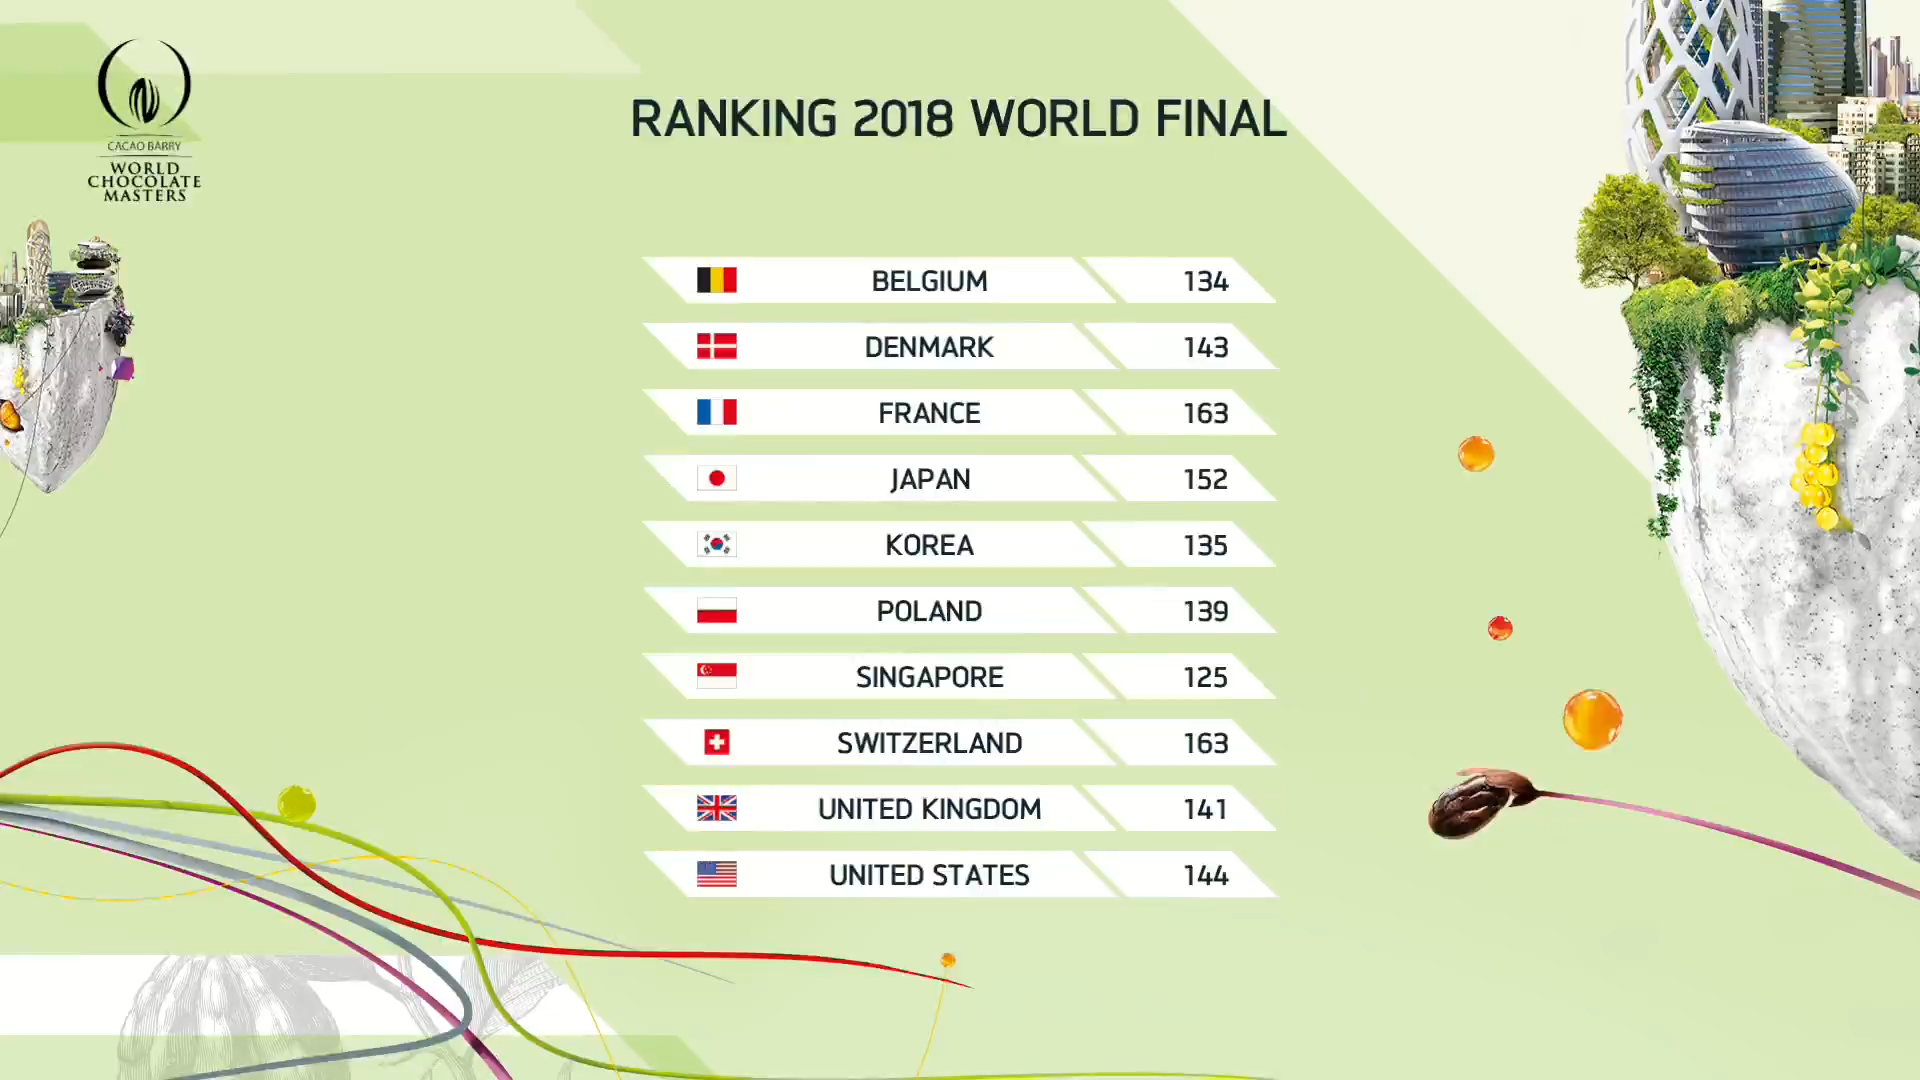 CACAO BARRY
WORLD
CHOCOLATE
MASTERS
RANKING 2018 WORLD FINAL
BELGIUM 134
DENMARK 143
FRANCE 163
JAPAN 152
KOREA 135
POLAND 139
SINGAPORE 125
SWITZERLAND 163
UNITED KINGDOM 141
UNITED STATES 144